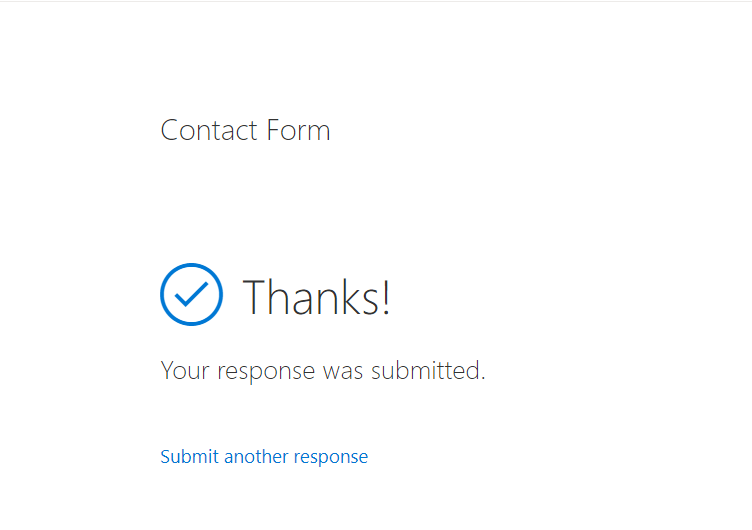 Contact Form
Thanks!
Your response was submitted.
Submit another response